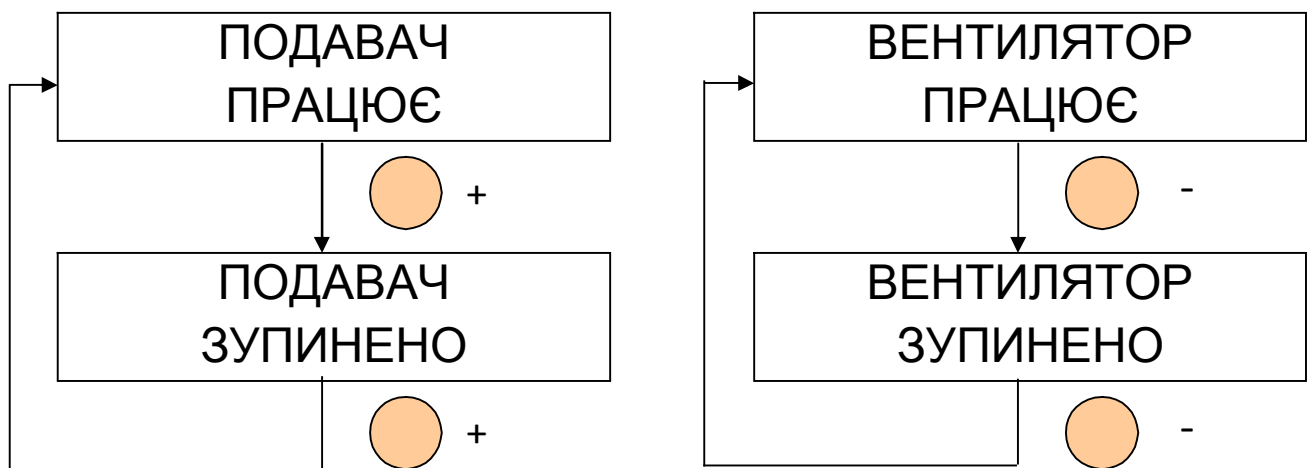 ПОДАВАЧ
ПРАЦЮЄ
+
ПОДАВАЧ
ЗУПИНЕНО
+
ВЕНТИЛЯТОР
ПРАЦЮЄ
-
ВЕНТИЛЯТОР
ЗУПИНЕНО
-